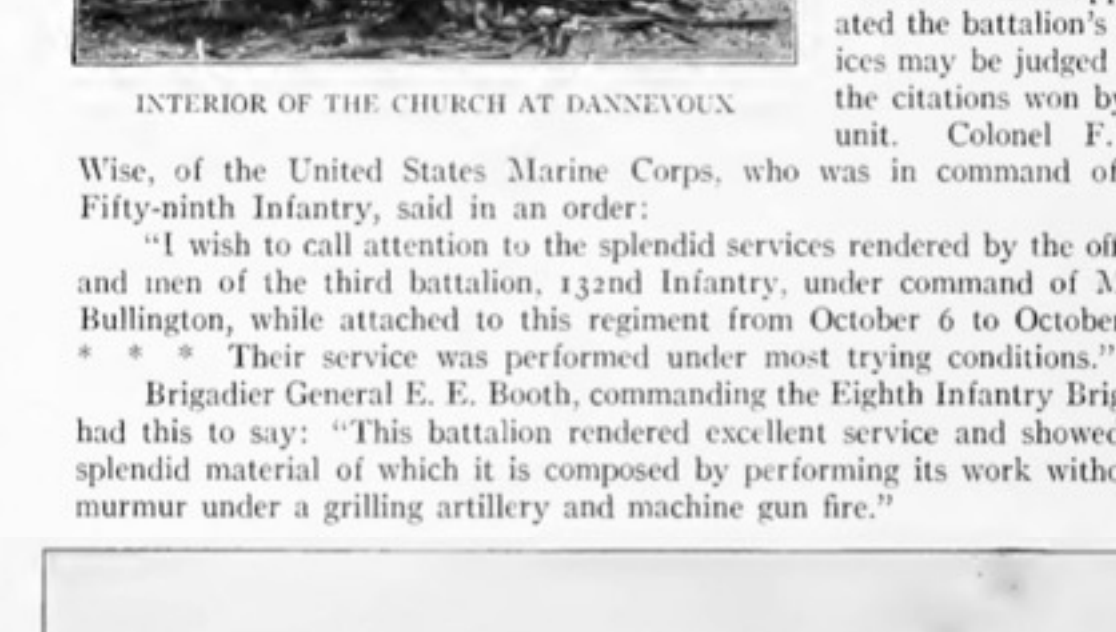 ated the battalion's
ices may be judged
the citations won by
unit. Colonel F.
INTERIOR OF THE CHURCH AT DANNEVOUX
Wise, of the United States Marine Corps, who was in command of
Fifty-ninth Infantry, said in an order:
"I wish to call attention to the splendid services rendered by the
and men of the third battalion, 132nd Infantry, under command of
Bullington, while attached to this regiment from October 6 to October
* * * Their service was performed under most trying conditions."
Brigadier General E. E. Booth, commanding the Eighth Infantry Brig
had this to say: "This battalion rendered excellent service and showed
splendid material of which it is composed by performing its work witho
murmur under a grilling artillery and machine gun fire."